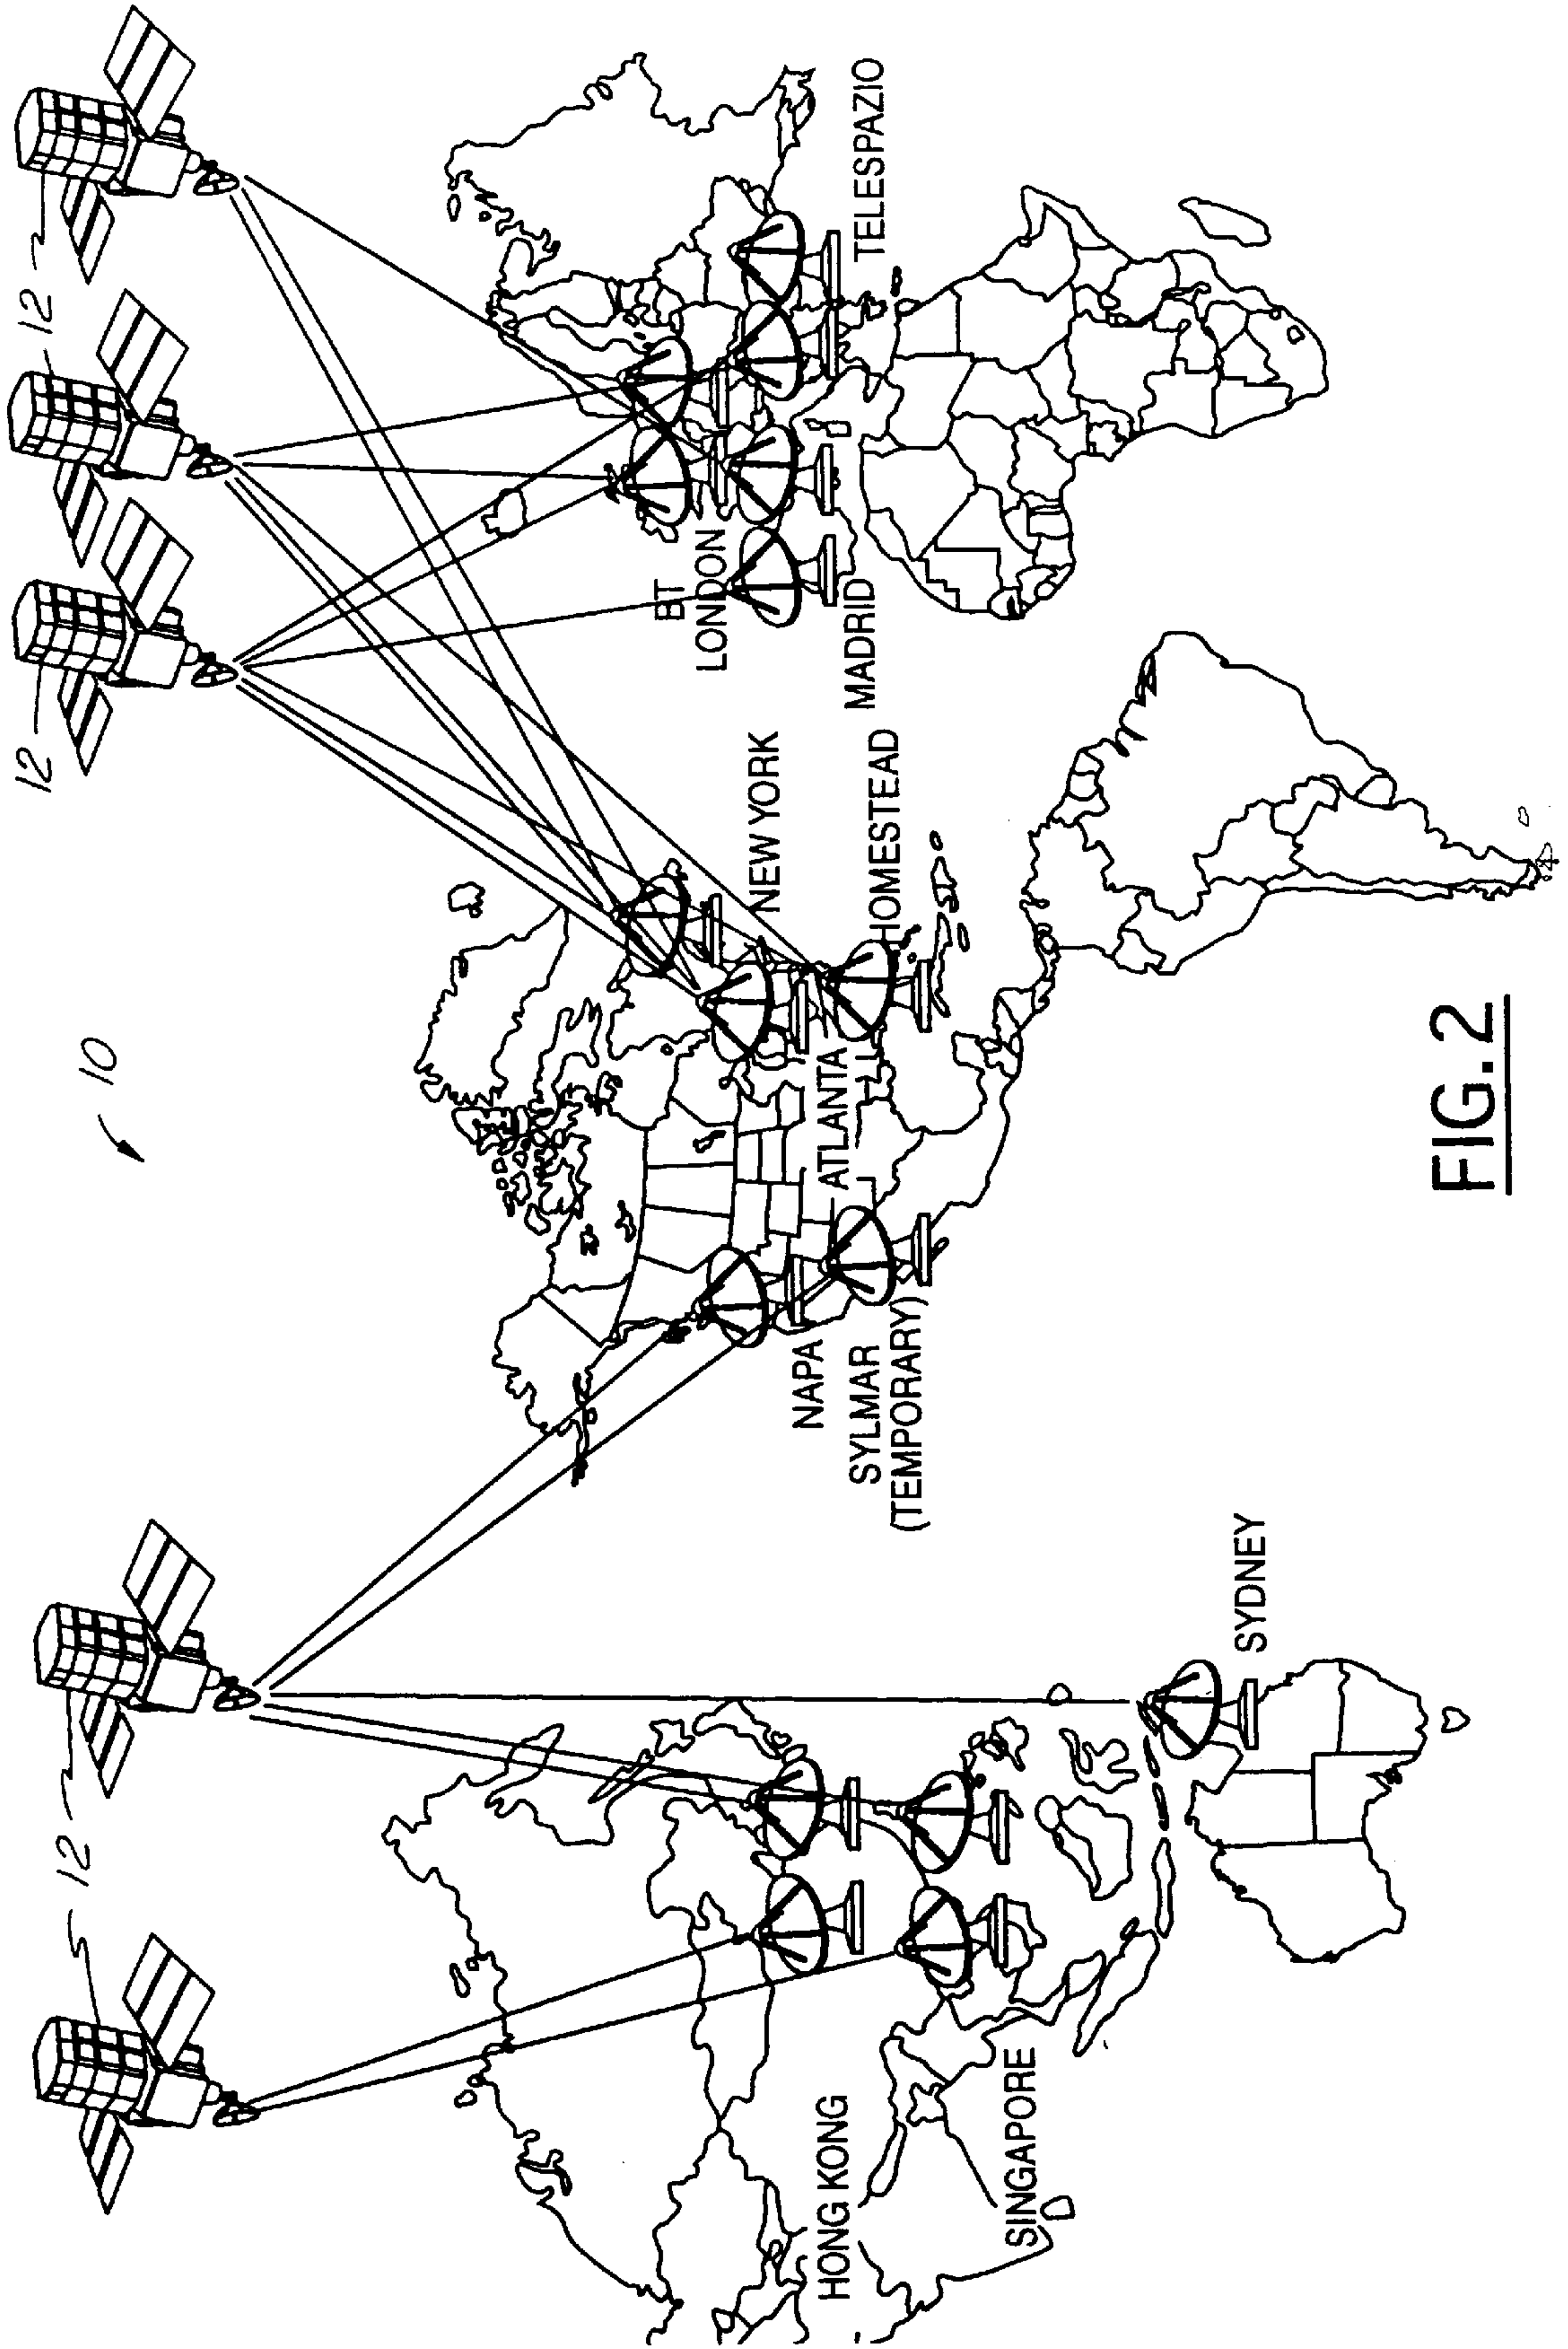 12
12
12
12
10
HONG KONG
SINGAPORE
SYDNEY
NAPA
SYLMAR
(TEMPORARY)
ATLANTA
NEW YORK
HOMESTEAD
BT
LONDON
MADRID
TELESPAZIO
FIG. 2